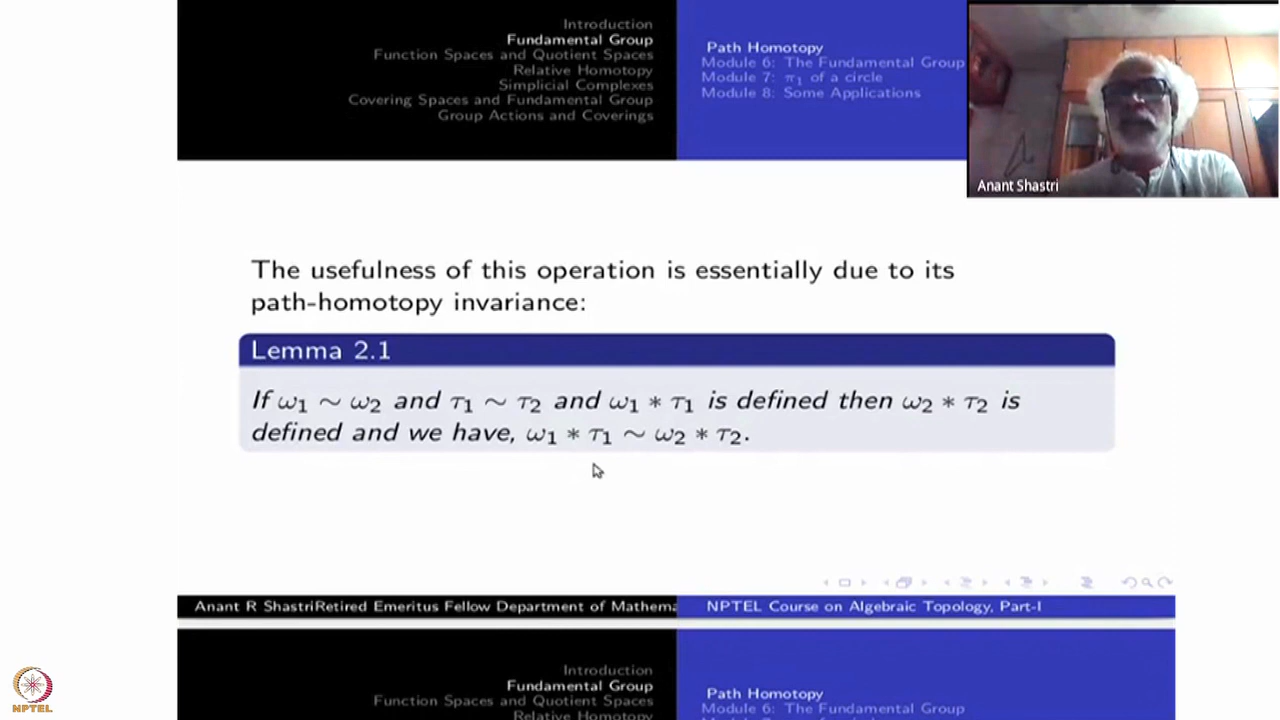 Introduction
Fundamental Group
Function Spaces and Quotient Spaces
Relative Homotopy
Simplicial Complexes
Covering Spaces and Fundamental Group
Group Actions and Coverings
Path Homotopy
Module 6: The Fundamental Group
Module 7: π₁ of a circle
Module 8: Some Applications
Anant Shastri
The usefulness of this operation is essentially due to its
path-homotopy invariance:
Lemma 2.1
If ω₁ ∼ ω₂ and τ₁ ∼ τ₂ and ω₁ * τ₁ is defined then ω₂ * τ₂ is
defined and we have, ω₁ * τ₁ ∼ ω₂ * τ₂.
Anant R ShastriRetired Emeritus Fellow Department of Mathema
NPTEL Course on Algebraic Topology, Part-I
Introduction
Fundamental Group
Function Spaces and Quotient Spaces
Relative Homotopy
Path Homotopy
Module 6: The Fundamental Group
NPTEL